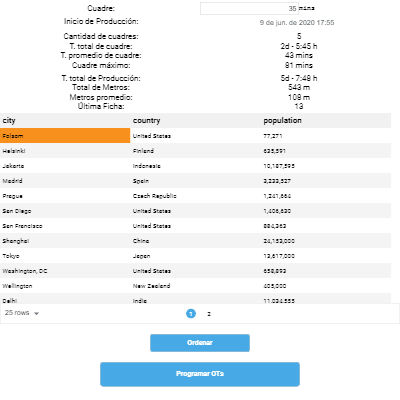 Cuadre: 35 mins
Inicio de Producción: 9 de jun. de 2020 17:55
Cantidad de cuadres: 5
T. total de cuadre: 2d - 5:45 h
T. promedio de cuadre: 43 mins
Cuadre máximo: 81 mins
T. total de Producción: 5d - 7:48 h
Total de Metros: 543 m
Metros promedio: 108 m
Última Ficha: 13
city country population
Folsom United States 77,271
Helsinki Finland 635,591
Jakarta Indonesia 10,187,595
Madrid Spain 3,233,527
Prague Czech Republic 1,241,664
San Diego United States 1,406,630
San Francisco United States 884,363
Shanghai China 24,153,000
Tokyo Japan 13,617,000
Washington, DC United States 658,893
Wellington New Zealand 405,000
Delhi India 11,034,555
25 rows 1 2
Ordenar
Programar OTs